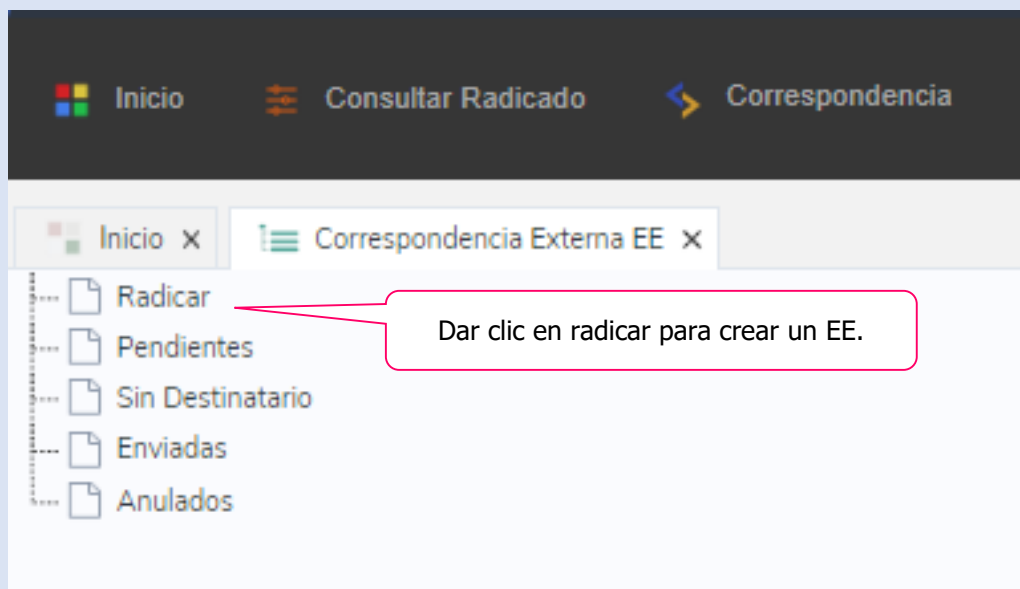 Inicio Consultar Radicado Correspondencia
Inicio x Correspondencia Externa EE x
Radicar
Dar clic en radicar para crear un EE.
Pendientes
Sin Destinatario
Enviadas
Anulados